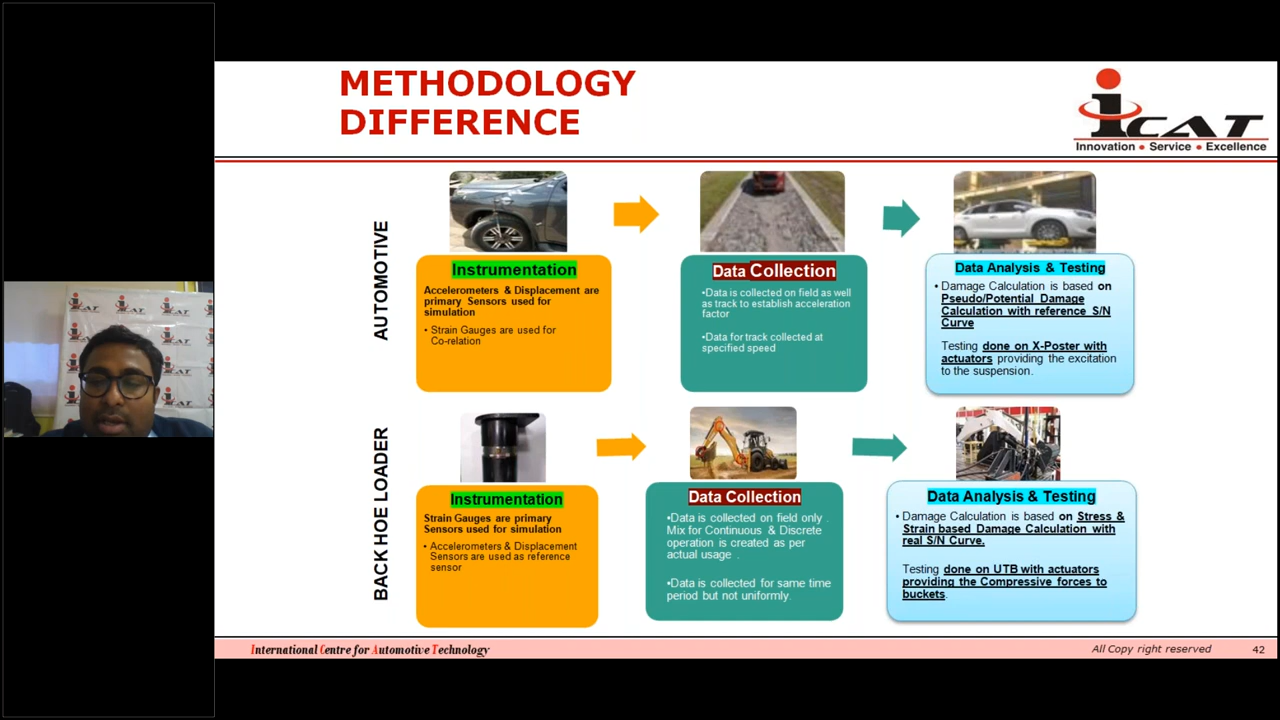 METHODOLOGY
DIFFERENCE
iCAT
Innovation • Service • Excellence
AUTOMOTIVE
Instrumentation
Accelerometers & Displacement are
primary Sensors used for
simulation
• Strain Gauges are used for
Co-relation
Data Collection
•Data is collected on field as well
as track to establish acceleration
factor
•Data for track collected at
specified speed
Data Analysis & Testing
• Damage Calculation is based on
Pseudo/Potential Damage
Calculation with reference S/N
Curve
Testing done on X-Poster with
actuators providing the excitation
to the suspension.
BACK HOE LOADER
Instrumentation
Strain Gauges are primary
Sensors used for simulation
• Accelerometers & Displacement
Sensors are used as reference
sensor
Data Collection
•Data is collected on field only .
Mix for Continuous & Discrete
operation is created as per
actual usage .
•Data is collected for same time
period but not uniformly.
Data Analysis & Testing
• Damage Calculation is based on Stress &
Strain based Damage Calculation with
real S/N Curve.
Testing done on UTB with actuators
providing the Compressive forces to
buckets.
International Centre for Automotive Technology
All Copy right reserved
42